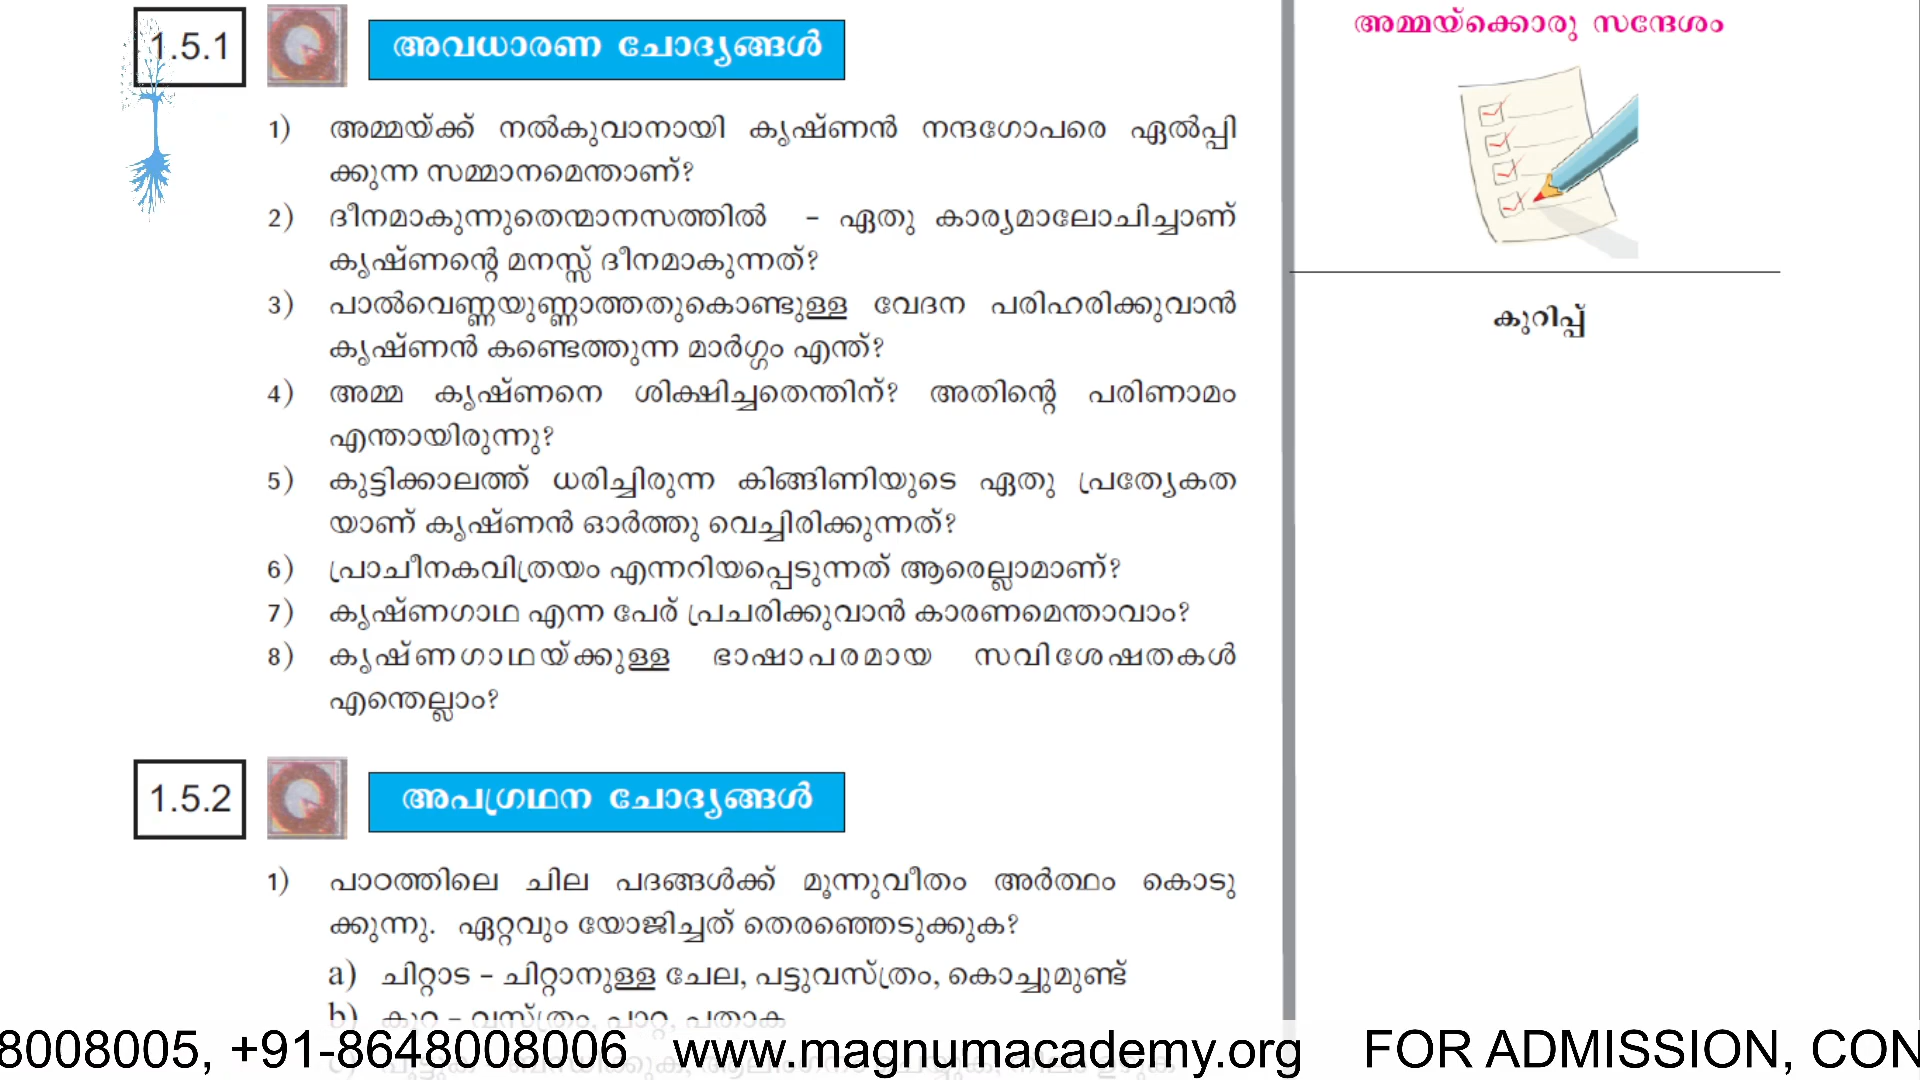 1.5.1
അവധാരണ ചോദ്യങ്ങൾ
1) അമ്മയ്ക്ക് നൽകുവാനായി കൃഷ്ണൻ നന്ദഗോപരെ ഏൽപ്പി
ക്കുന്ന സമ്മാനമെന്താണ്?
2) ദീനമാകുന്നുതെന്മാനസത്തിൽ - ഏതു കാര്യമാലോചിച്ചാണ്
കൃഷ്ണന്റെ മനസ്സ് ദീനമാകുന്നത്?
3) പാൽവെണ്ണയുണ്ണാത്തതുകൊണ്ടുള്ള വേദന പരിഹരിക്കുവാൻ
കൃഷ്ണൻ കണ്ടെത്തുന്ന മാർഗ്ഗം എന്ത്?
4) അമ്മ കൃഷ്ണനെ ശിക്ഷിച്ചതെന്തിന്? അതിന്റെ പരിണാമം
എന്തായിരുന്നു?
5) കുട്ടിക്കാലത്ത് ധരിച്ചിരുന്ന കിങ്ങിണിയുടെ ഏതു പ്രത്യേകത
യാണ് കൃഷ്ണൻ ഓർത്തു വെച്ചിരിക്കുന്നത്?
6) പ്രാചീനകവിത്രയം എന്നറിയപ്പെടുന്നത് ആരെല്ലാമാണ്?
7) കൃഷ്ണഗാഥ എന്ന പേര് പ്രചരിക്കുവാൻ കാരണമെന്താവാം?
8) കൃഷ്ണഗാഥയ്ക്കുള്ള ഭാഷാപരമായ സവിശേഷതകൾ
എന്തെല്ലാം?
1.5.2
അപഗ്രഥന ചോദ്യങ്ങൾ
1) പാഠത്തിലെ ചില പദങ്ങൾക്ക് മൂന്നുവീതം അർത്ഥം കൊടു
ക്കുന്നു. ഏറ്റവും യോജിച്ചത് തെരഞ്ഞെടുക്കുക?
a) ചിറ്റാട - ചിറ്റാനുള്ള ചേല, പട്ടുവസ്ത്രം, കൊച്ചുമുണ്ട്
b) കൂറ - വസ്ത്രം, പാറ്റ, പതാക
അമ്മയ്ക്കൊരു സന്ദേശം
കുറിപ്പ്
8008005, +91-8648008006 www.magnumacademy.org FOR ADMISSION, CON